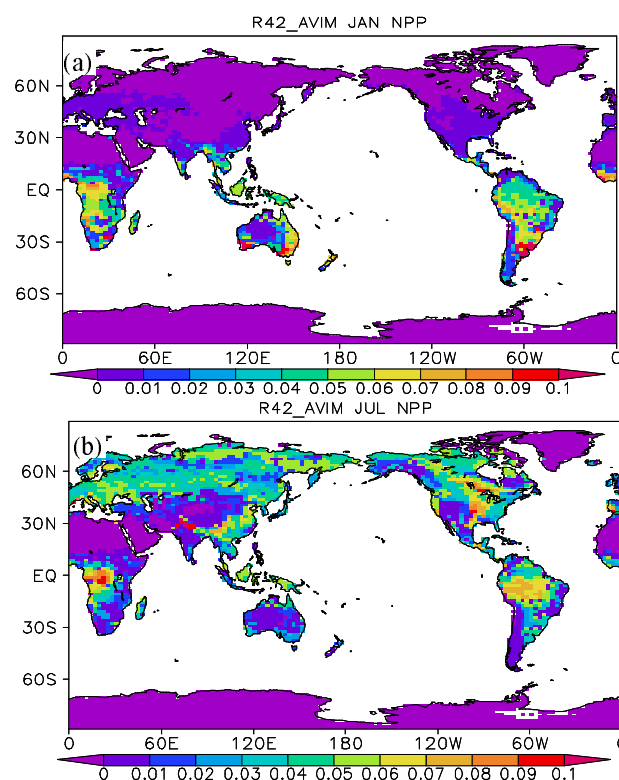 R42_AVIM JAN NPP
(a)
60N
30N
EQ
30S
60S
0 60E 120E 180 120W 60W 0
0 0.01 0.02 0.03 0.04 0.05 0.06 0.07 0.08 0.09 0.1
R42_AVIM JUL NPP
(b)
60N
30N
EQ
30S
60S
0 60E 120E 180 120W 60W 0
0 0.01 0.02 0.03 0.04 0.05 0.06 0.07 0.08 0.09 0.1